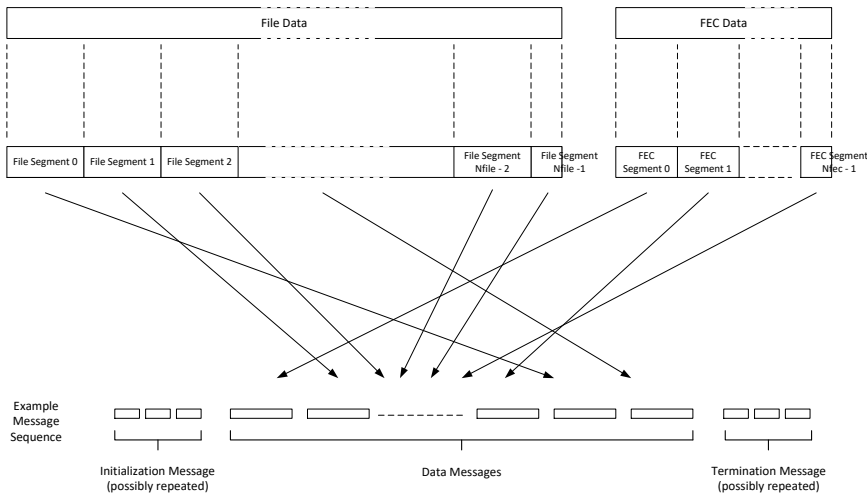 File Data
FEC Data
File Segment 0
File Segment 1
File Segment 2
File Segment
Nfile - 2
File Segment
Nfile -1
FEC
Segment 0
FEC
Segment 1
FEC Segment
Nfec - 1
Example
Message
Sequence
Initialization Message
(possibly repeated)
Data Messages
Termination Message
(possibly repeated)